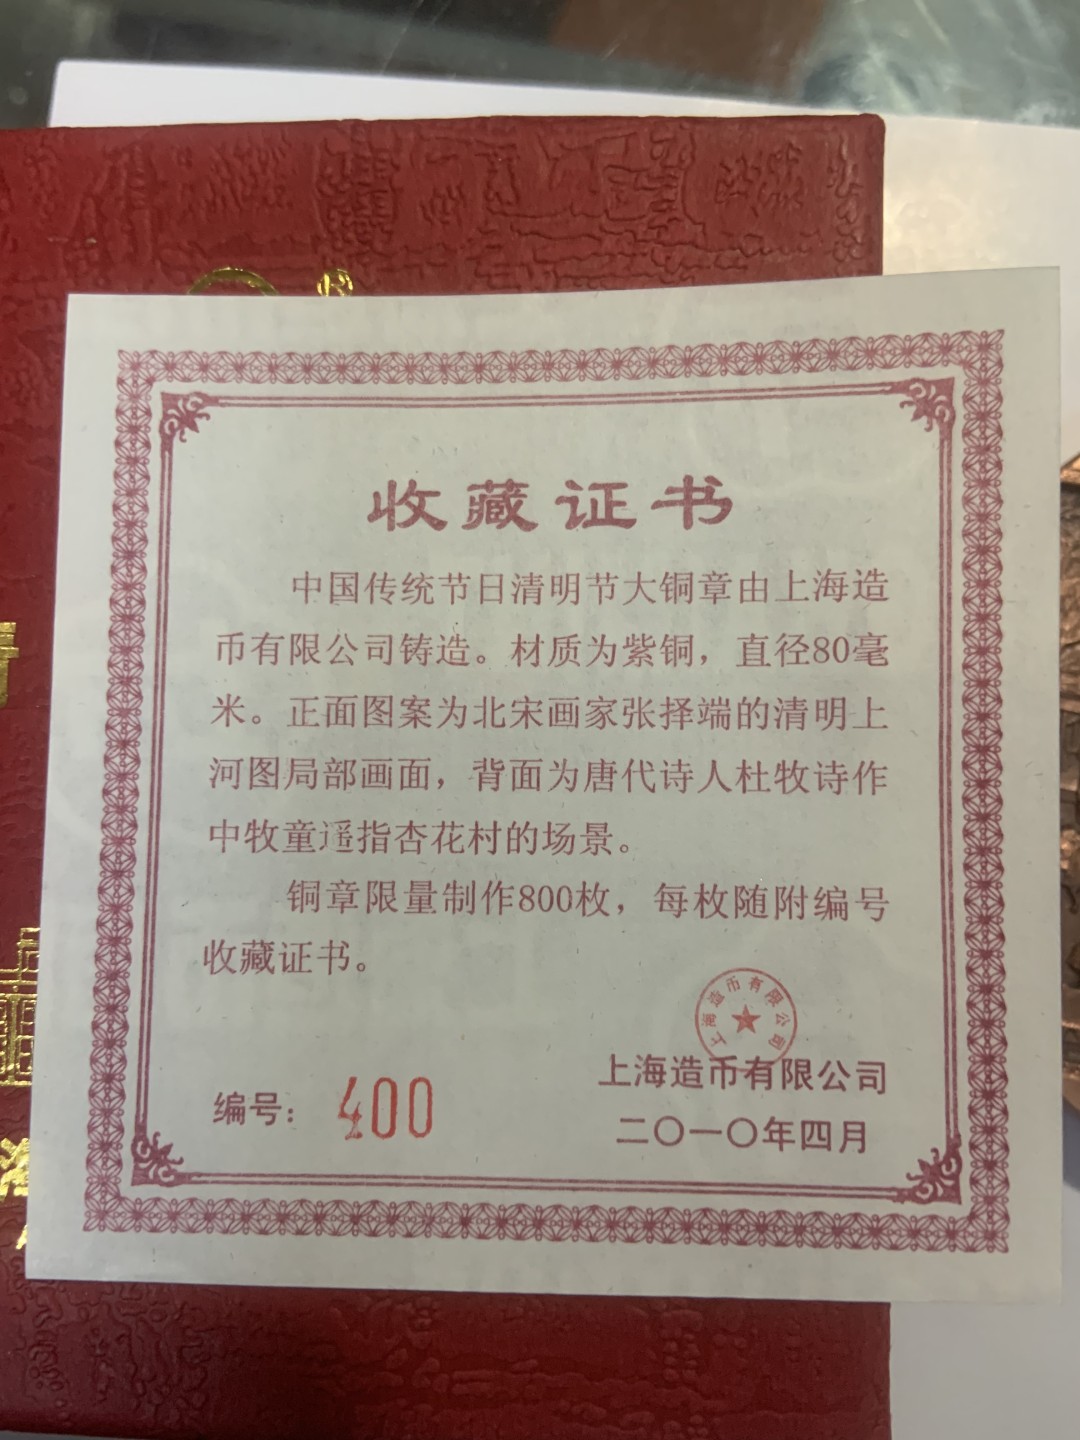 ®
收藏证书
中国传统节日清明节大铜章由上海造
币有限公司铸造。材质为紫铜，直径80毫
米。正面图案为北宋画家张择端的清明上
河图局部画面，背面为唐代诗人杜牧诗作
中牧童遥指杏花村的场景。
铜章限量制作800枚，每枚随附编号
收藏证书。
上海造币有限公司
上海造币有限公司
编号：400
二〇一〇年四月